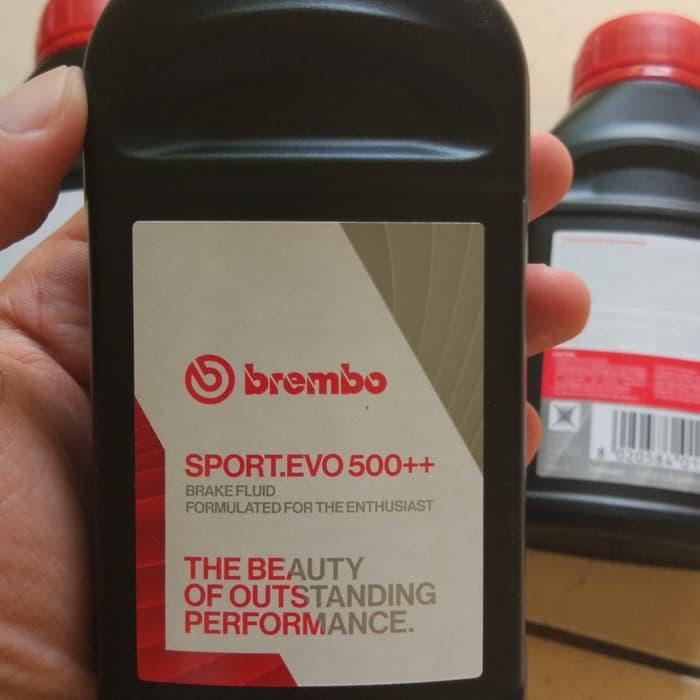 brembo
SPORT.EVO 500++
BRAKE FLUID
FORMULATED FOR THE ENTHUSIAST
THE BEAUTY
OF OUTSTANDING
PERFORMANCE.